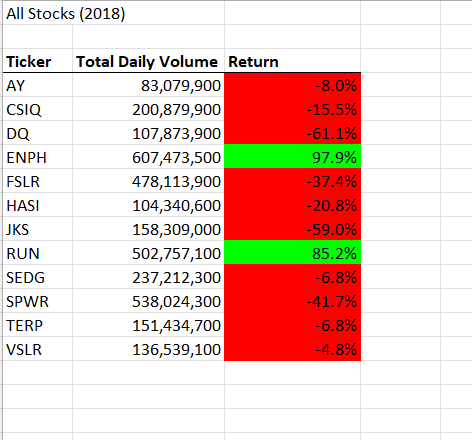 All Stocks (2018)
Ticker Total Daily Volume Return
AY 83,079,900 -8.0%
CSIQ 200,879,900 -15.5%
DQ 107,873,900 -61.1%
ENPH 607,473,500 97.9%
FSLR 478,113,900 -37.4%
HASI 104,340,600 -20.8%
JKS 158,309,000 -59.0%
RUN 502,757,100 85.2%
SEDG 237,212,300 -6.8%
SPWR 538,024,300 -41.7%
TERP 151,434,700 -6.8%
VSLR 136,539,100 -4.8%